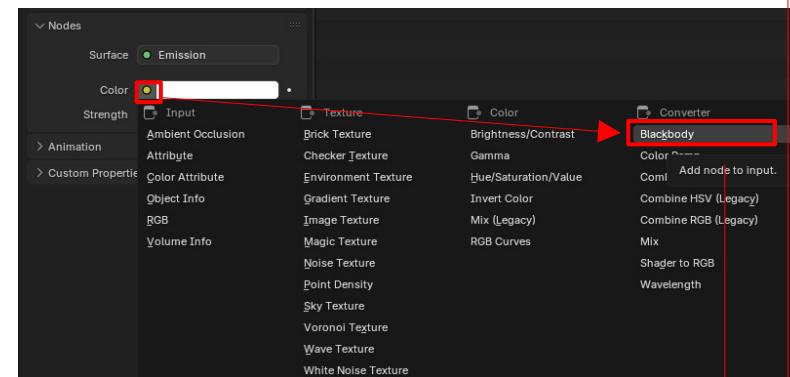 Nodes
Surface
Emission
Color
Strength
Animation
Custom Propertie
Input
Ambient Occlusion
Attribute
Color Attribute
Object Info
RGB
Volume Info
Texture
Brick Texture
Checker Texture
Environment Texture
Gradient Texture
Image Texture
Magic Texture
Noise Texture
Point Density
Sky Texture
Voronoi Texture
Wave Texture
White Noise Texture
Color
Brightness/Contrast
Gamma
Hue/Saturation/Value
Invert Color
Mix (Legacy)
RGB Curves
Converter
Blackbody
Color
Add node to input.
Combine HSV (Legacy)
Combine RGB (Legacy)
Mix
Shader to RGB
Wavelength